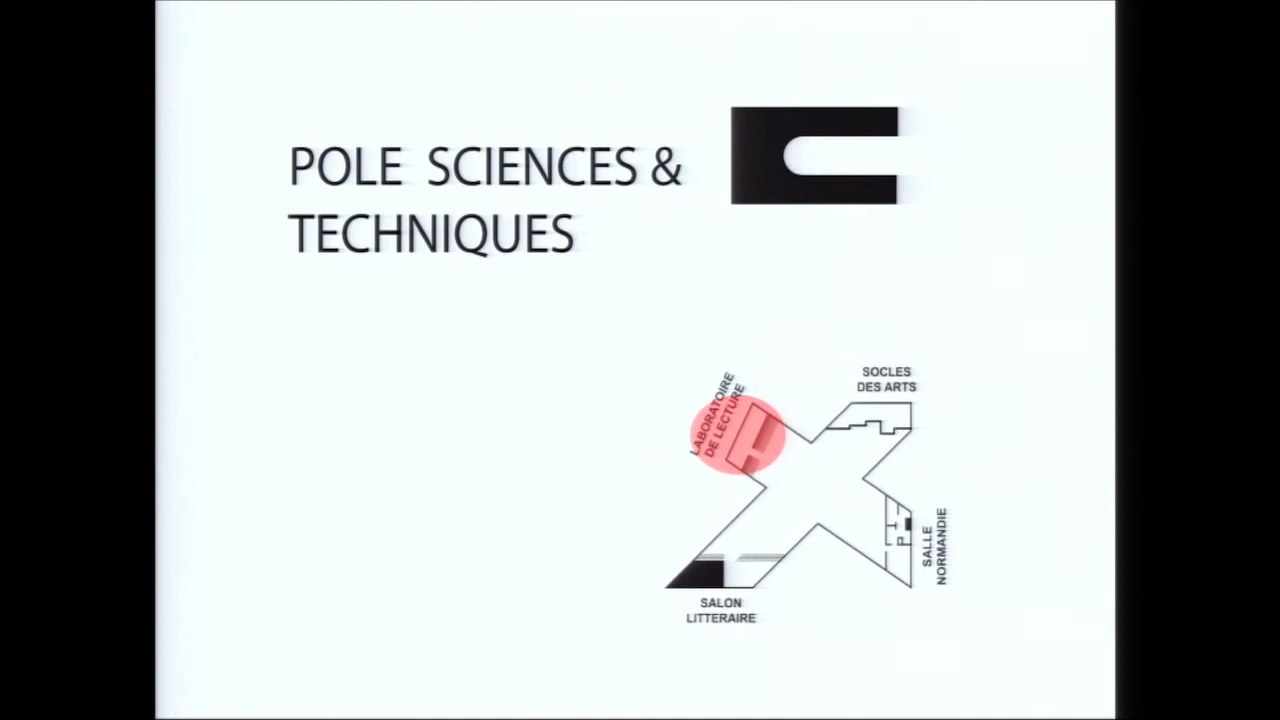 POLE SCIENCES &
TECHNIQUES
LABORATOIRE
DE LECTURE
SOCLES
DES ARTS
SALLE
NORMANDIE
SALON
LITTERAIRE